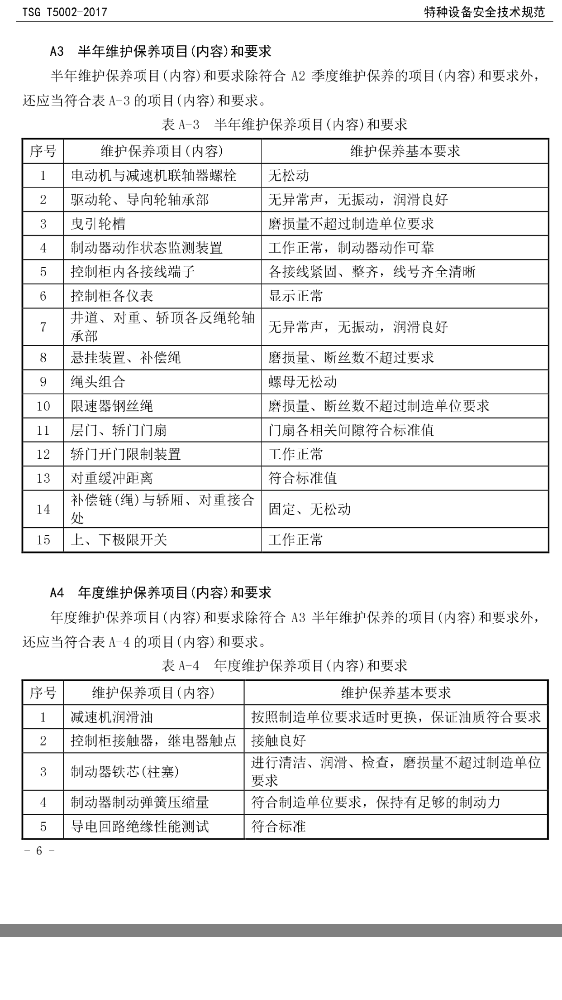 TSG T5002-2017 特种设备安全技术规范
A3 半年维护保养项目(内容)和要求
半年维护保养项目(内容)和要求除符合 A2 季度维护保养的项目(内容)和要求外，
还应当符合表 A-3 的项目(内容)和要求。
表 A-3 半年维护保养项目(内容)和要求
序号 维护保养项目(内容) 维护保养基本要求
1 电动机与减速机联轴器螺栓 无松动
2 驱动轮、导向轮轴承部 无异常声，无振动，润滑良好
3 曳引轮槽 磨损量不超过制造单位要求
4 制动器动作状态监测装置 工作正常，制动器动作可靠
5 控制柜内各接线端子 各接线紧固、整齐，线号齐全清晰
6 控制柜各仪表 显示正常
7 井道、对重、轿顶各反绳轮轴
承部 无异常声，无振动，润滑良好
8 悬挂装置、补偿绳 磨损量、断丝数不超过要求
9 绳头组合 螺母无松动
10 限速器钢丝绳 磨损量、断丝数不超过制造单位要求
11 层门、轿门门扇 门扇各相关间隙符合标准值
12 轿门开门限制装置 工作正常
13 对重缓冲距离 符合标准值
14 补偿链(绳)与轿厢、对重接合
处 固定、无松动
15 上、下极限开关 工作正常
A4 年度维护保养项目(内容)和要求
年度维护保养项目(内容)和要求除符合 A3 半年维护保养的项目(内容)和要求外，
还应当符合表 A-4 的项目(内容)和要求。
表 A-4 年度维护保养项目(内容)和要求
序号 维护保养项目(内容) 维护保养基本要求
1 减速机润滑油 按照制造单位要求适时更换，保证油质符合要求
2 控制柜接触器，继电器触点 接触良好
3 制动器铁芯(柱塞) 进行清洁、润滑、检查，磨损量不超过制造单位
要求
4 制动器制动弹簧压缩量 符合制造单位要求，保持有足够的制动力
5 导电回路绝缘性能测试 符合标准
- 6 -